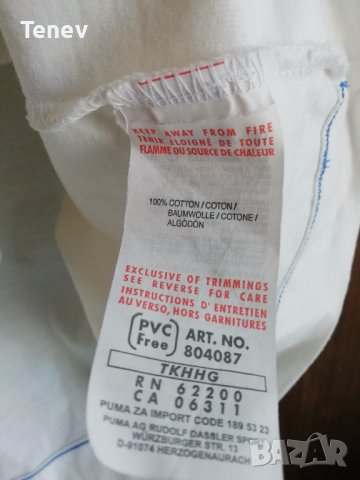 Tenev
KEEP AWAY FROM FIRE
TENIR ÉLOIGNÉ DE TOUTE
FLAMME OU SOURCE DE CHALEUR
100% COTTON / COTON /
BAUMWOLLE / COTONE /
ALGODÓN
EXCLUSIVE OF TRIMMINGS
SEE REVERSE FOR CARE
INSTRUCTIONS D'ENTRETIEN
AU VERSO, HORS GARNITURES
PVC Free
ART. NO.
804087
TKHHG
RN 62200
CA 06311
PUMA ZA IMPORT CODE 189 53 23
PUMA AG RUDOLF DASSLER SPORT
WÜRZBURGER STR. 13
D-91074 HERZOGENAURACH
BAZAR